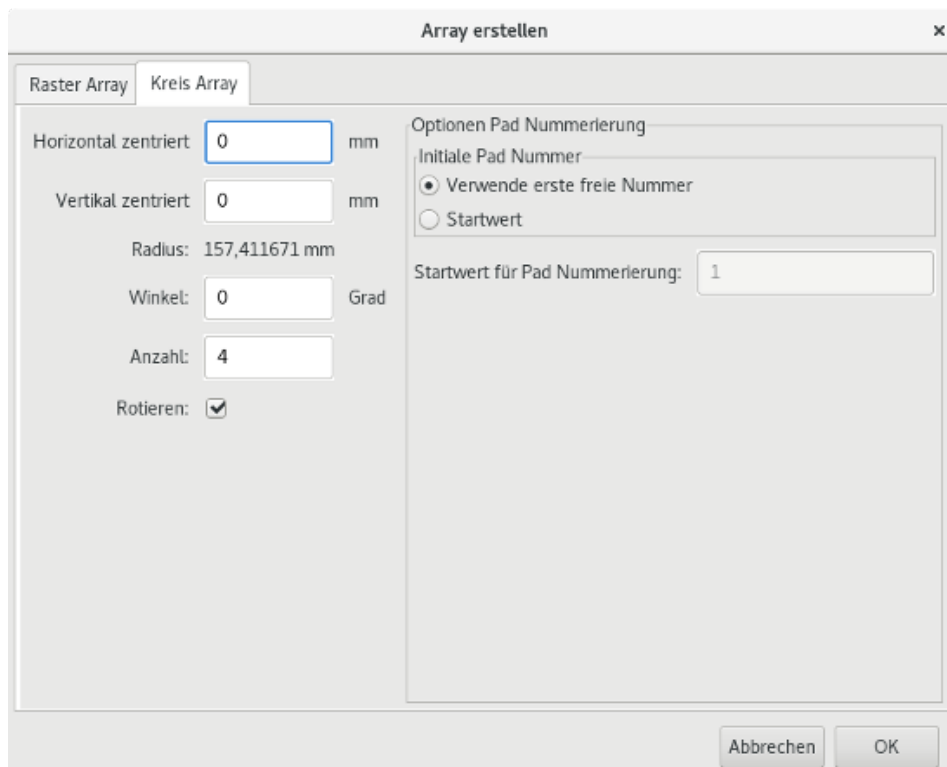 Array erstellen
Raster Array
Kreis Array
Horizontal zentriert 0 mm
Vertikal zentriert 0 mm
Radius: 157,411671 mm
Winkel: 0 Grad
Anzahl: 4
Rotieren:
Optionen Pad Nummerierung
Initiale Pad Nummer
Verwende erste freie Nummer
Startwert
Startwert für Pad Nummerierung: 1
Abbrechen
OK